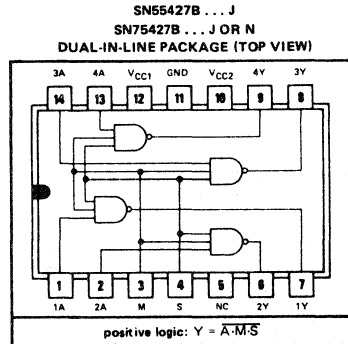 SN55427B . . . J
SN75427B . . . J OR N
DUAL-IN-LINE PACKAGE (TOP VIEW)
3A 4A VCC1 GND VCC2 4Y 3Y
14 13 12 11 10 9 8
1 2 3 4 5 6 7
1A 2A M S NC 2Y 1Y
positive logic: Y = A·M·S